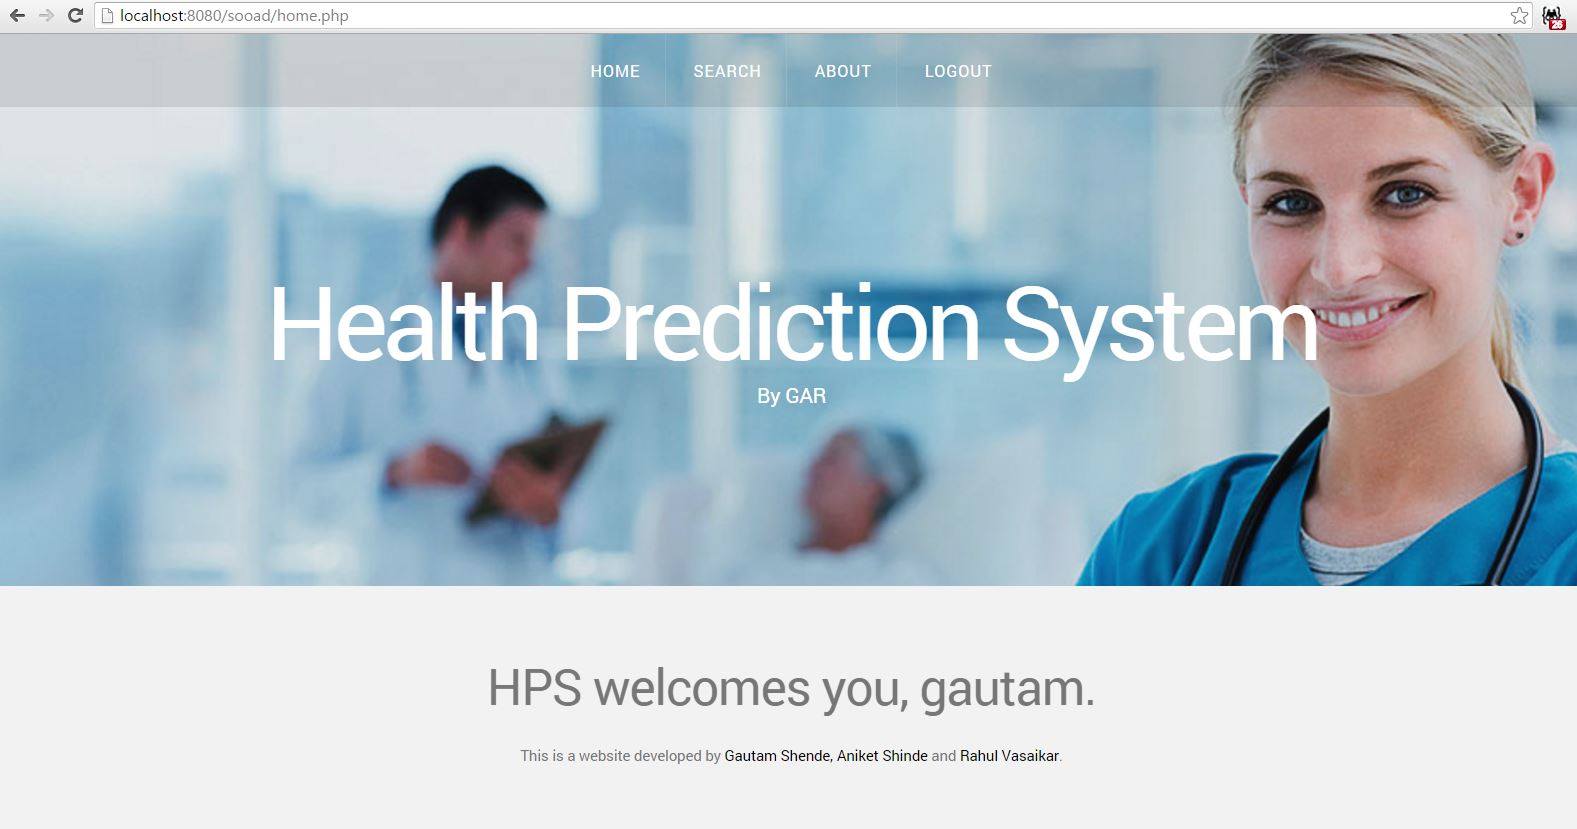 localhost:8080/sooad/home.php
26
HOME SEARCH ABOUT LOGOUT
Health Prediction System
By GAR
HPS welcomes you, gautam.
This is a website developed by Gautam Shende, Aniket Shinde and Rahul Vasaikar.